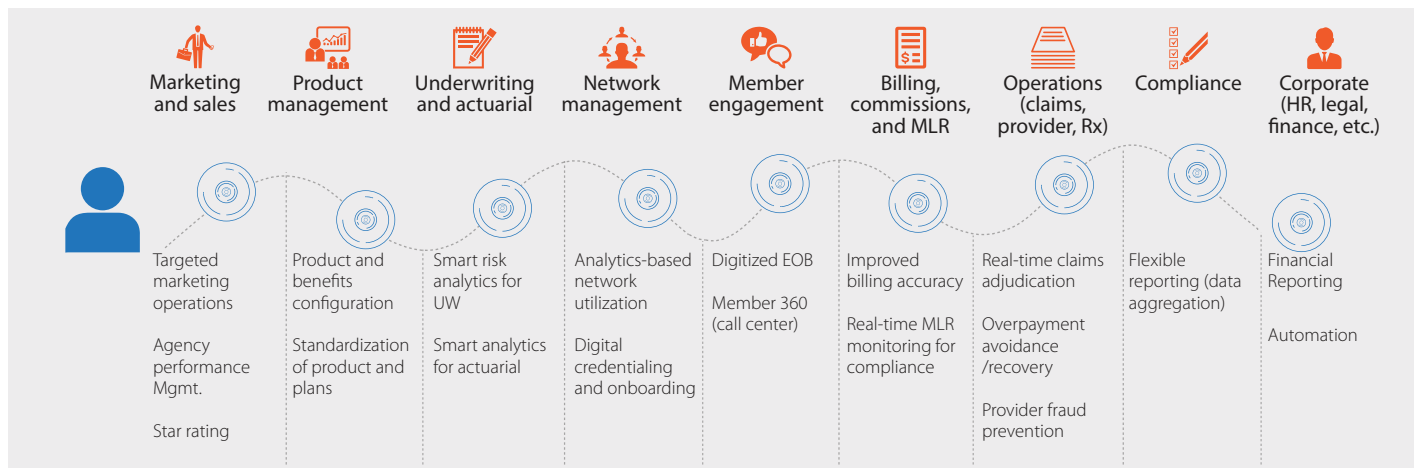 Marketing
and sales
Product
management
Underwriting
and actuarial
Network
management
Member
engagement
Billing,
commissions,
and MLR
Operations
(claims,
provider, Rx)
Compliance
Corporate
(HR, legal,
finance, etc.)
Targeted
marketing
operations
Agency
performance
Mgmt.
Star rating
Product and
benefits
configuration
Standardization
of product and
plans
Smart risk
analytics for
UW
Smart analytics
for actuarial
Analytics-based
network
utilization
Digital
credentialing
and onboarding
Digitized EOB
Member 360
(call center)
Improved
billing accuracy
Real-time MLR
monitoring for
compliance
Real-time claims
adjudication
Overpayment
avoidance
/recovery
Provider fraud
prevention
Flexible
reporting (data
aggregation)
Financial
Reporting
Automation